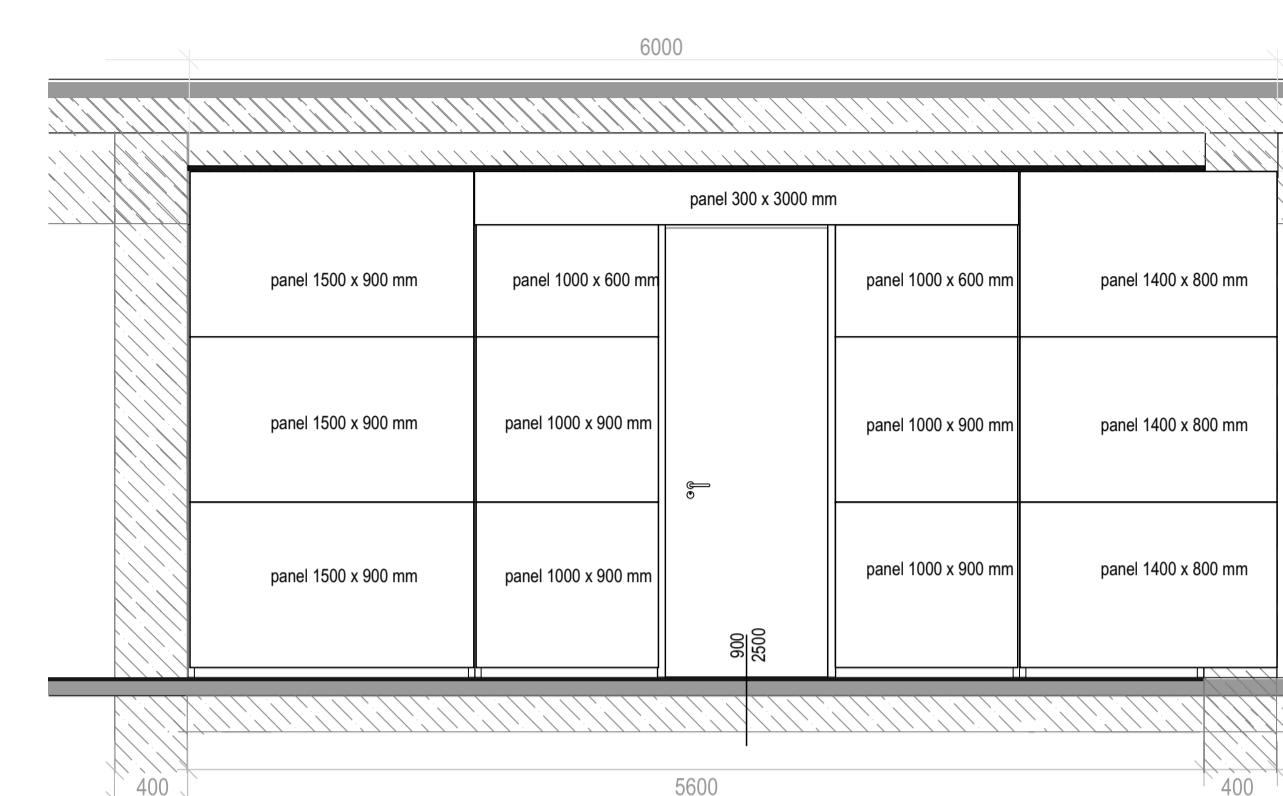 6000
panel 300 x 3000 mm
panel 1500 x 900 mm
panel 1000 x 600 mm
panel 1000 x 600 mm
panel 1400 x 800 mm
panel 1500 x 900 mm
panel 1000 x 900 mm
panel 1000 x 900 mm
panel 1400 x 800 mm
panel 1500 x 900 mm
panel 1000 x 900 mm
panel 1000 x 900 mm
panel 1400 x 800 mm
900
2500
400
5600
400